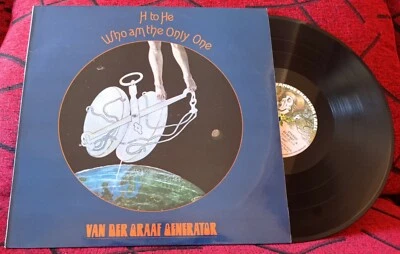 H to He
Who am the Only One
VAN DER GRAAF GENERATOR